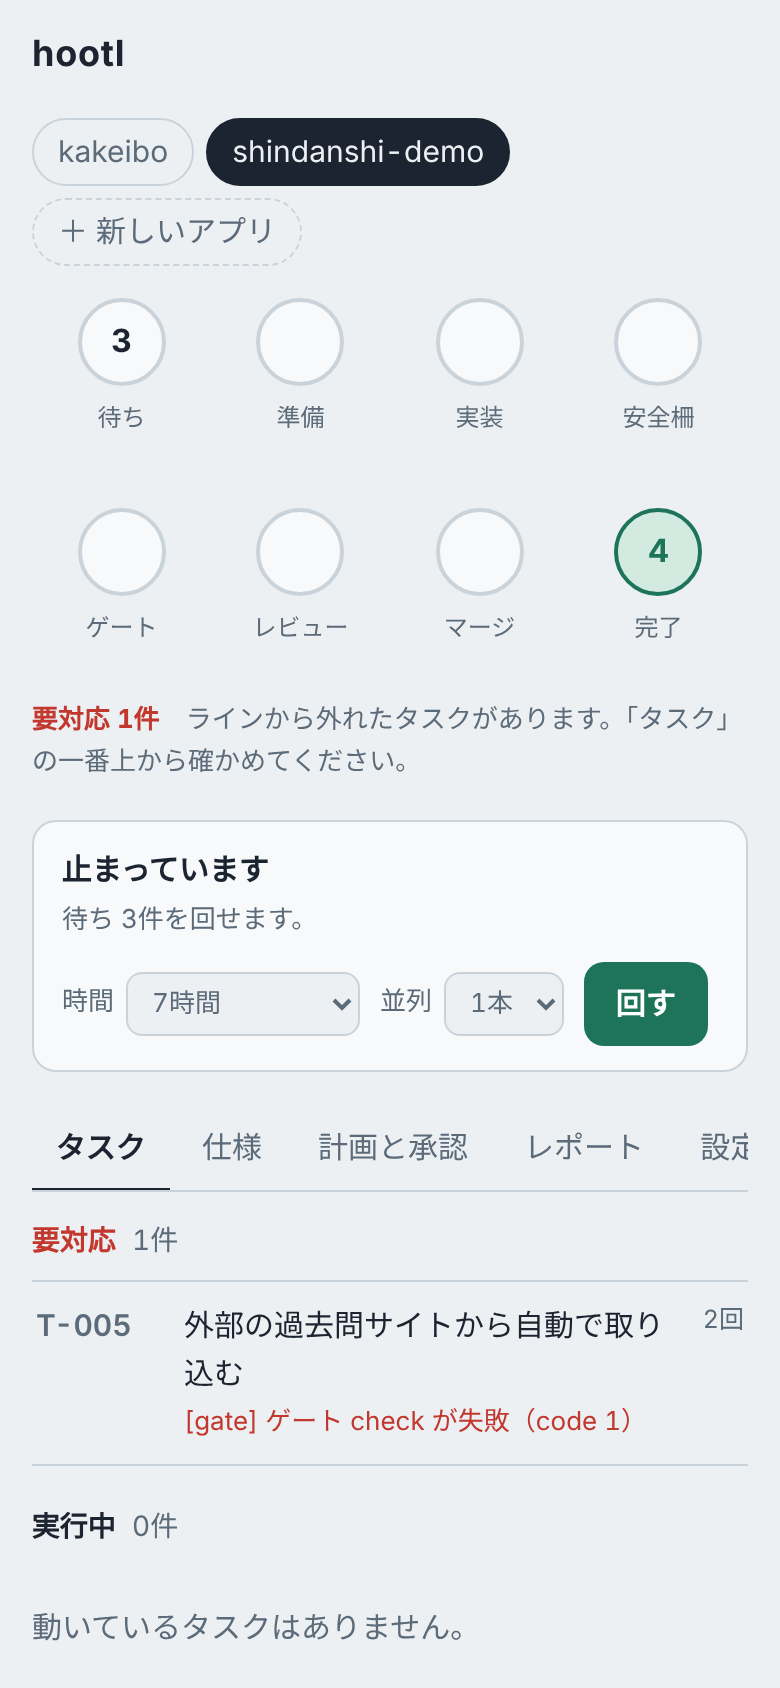 hootl
kakeibo
shindanshi-demo
＋ 新しいアプリ
3
待ち
準備
実装
安全柵
ゲート
レビュー
マージ
4
完了
要対応 1件 ラインから外れたタスクがあります。「タスク」
の一番上から確かめてください。
止まっています
待ち 3件を回せます。
時間 7時間 並列 1本 回す
タスク 仕様 計画と承認 レポート 設定
要対応 1件
T-005 外部の過去問サイトから自動で取り 2回
込む
[gate] ゲート check が失敗（code 1）
実行中 0件
動いているタスクはありません。